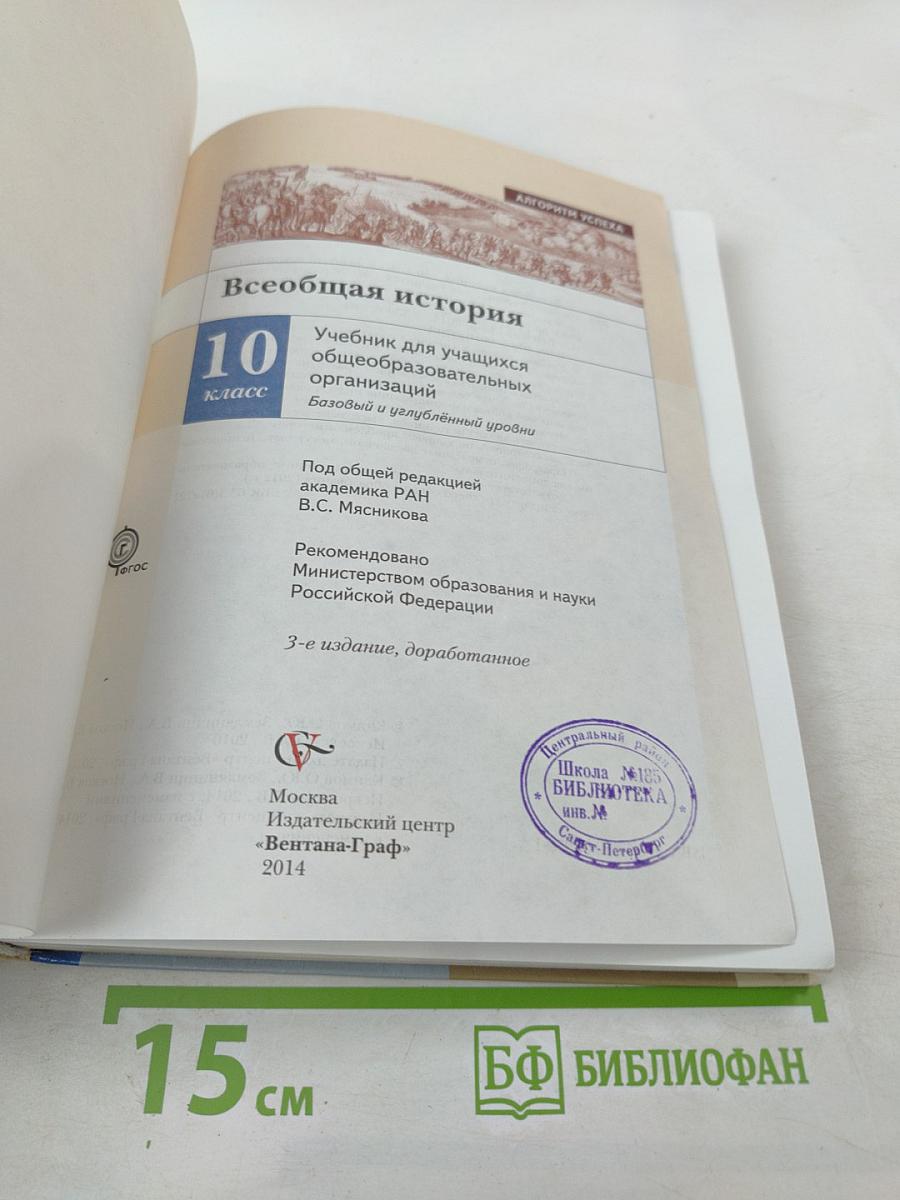 АЛГОРИТМ УСПЕХА
Всеобщая история
10
класс
Учебник для учащихся
общеобразовательных
организаций
Базовый и углублённый уровни
Под общей редакцией
академика РАН
В.С. Мясникова
ФГОС
Рекомендовано
Министерством образования и науки
Российской Федерации
3-е издание, доработанное
Москва
Издательский центр
«Вентана-Граф»
2014
Центральный район
Школа №185
БИБЛИОТЕКА
инв.№
Санкт-Петербург
15 см
БФ БИБЛИОФАН